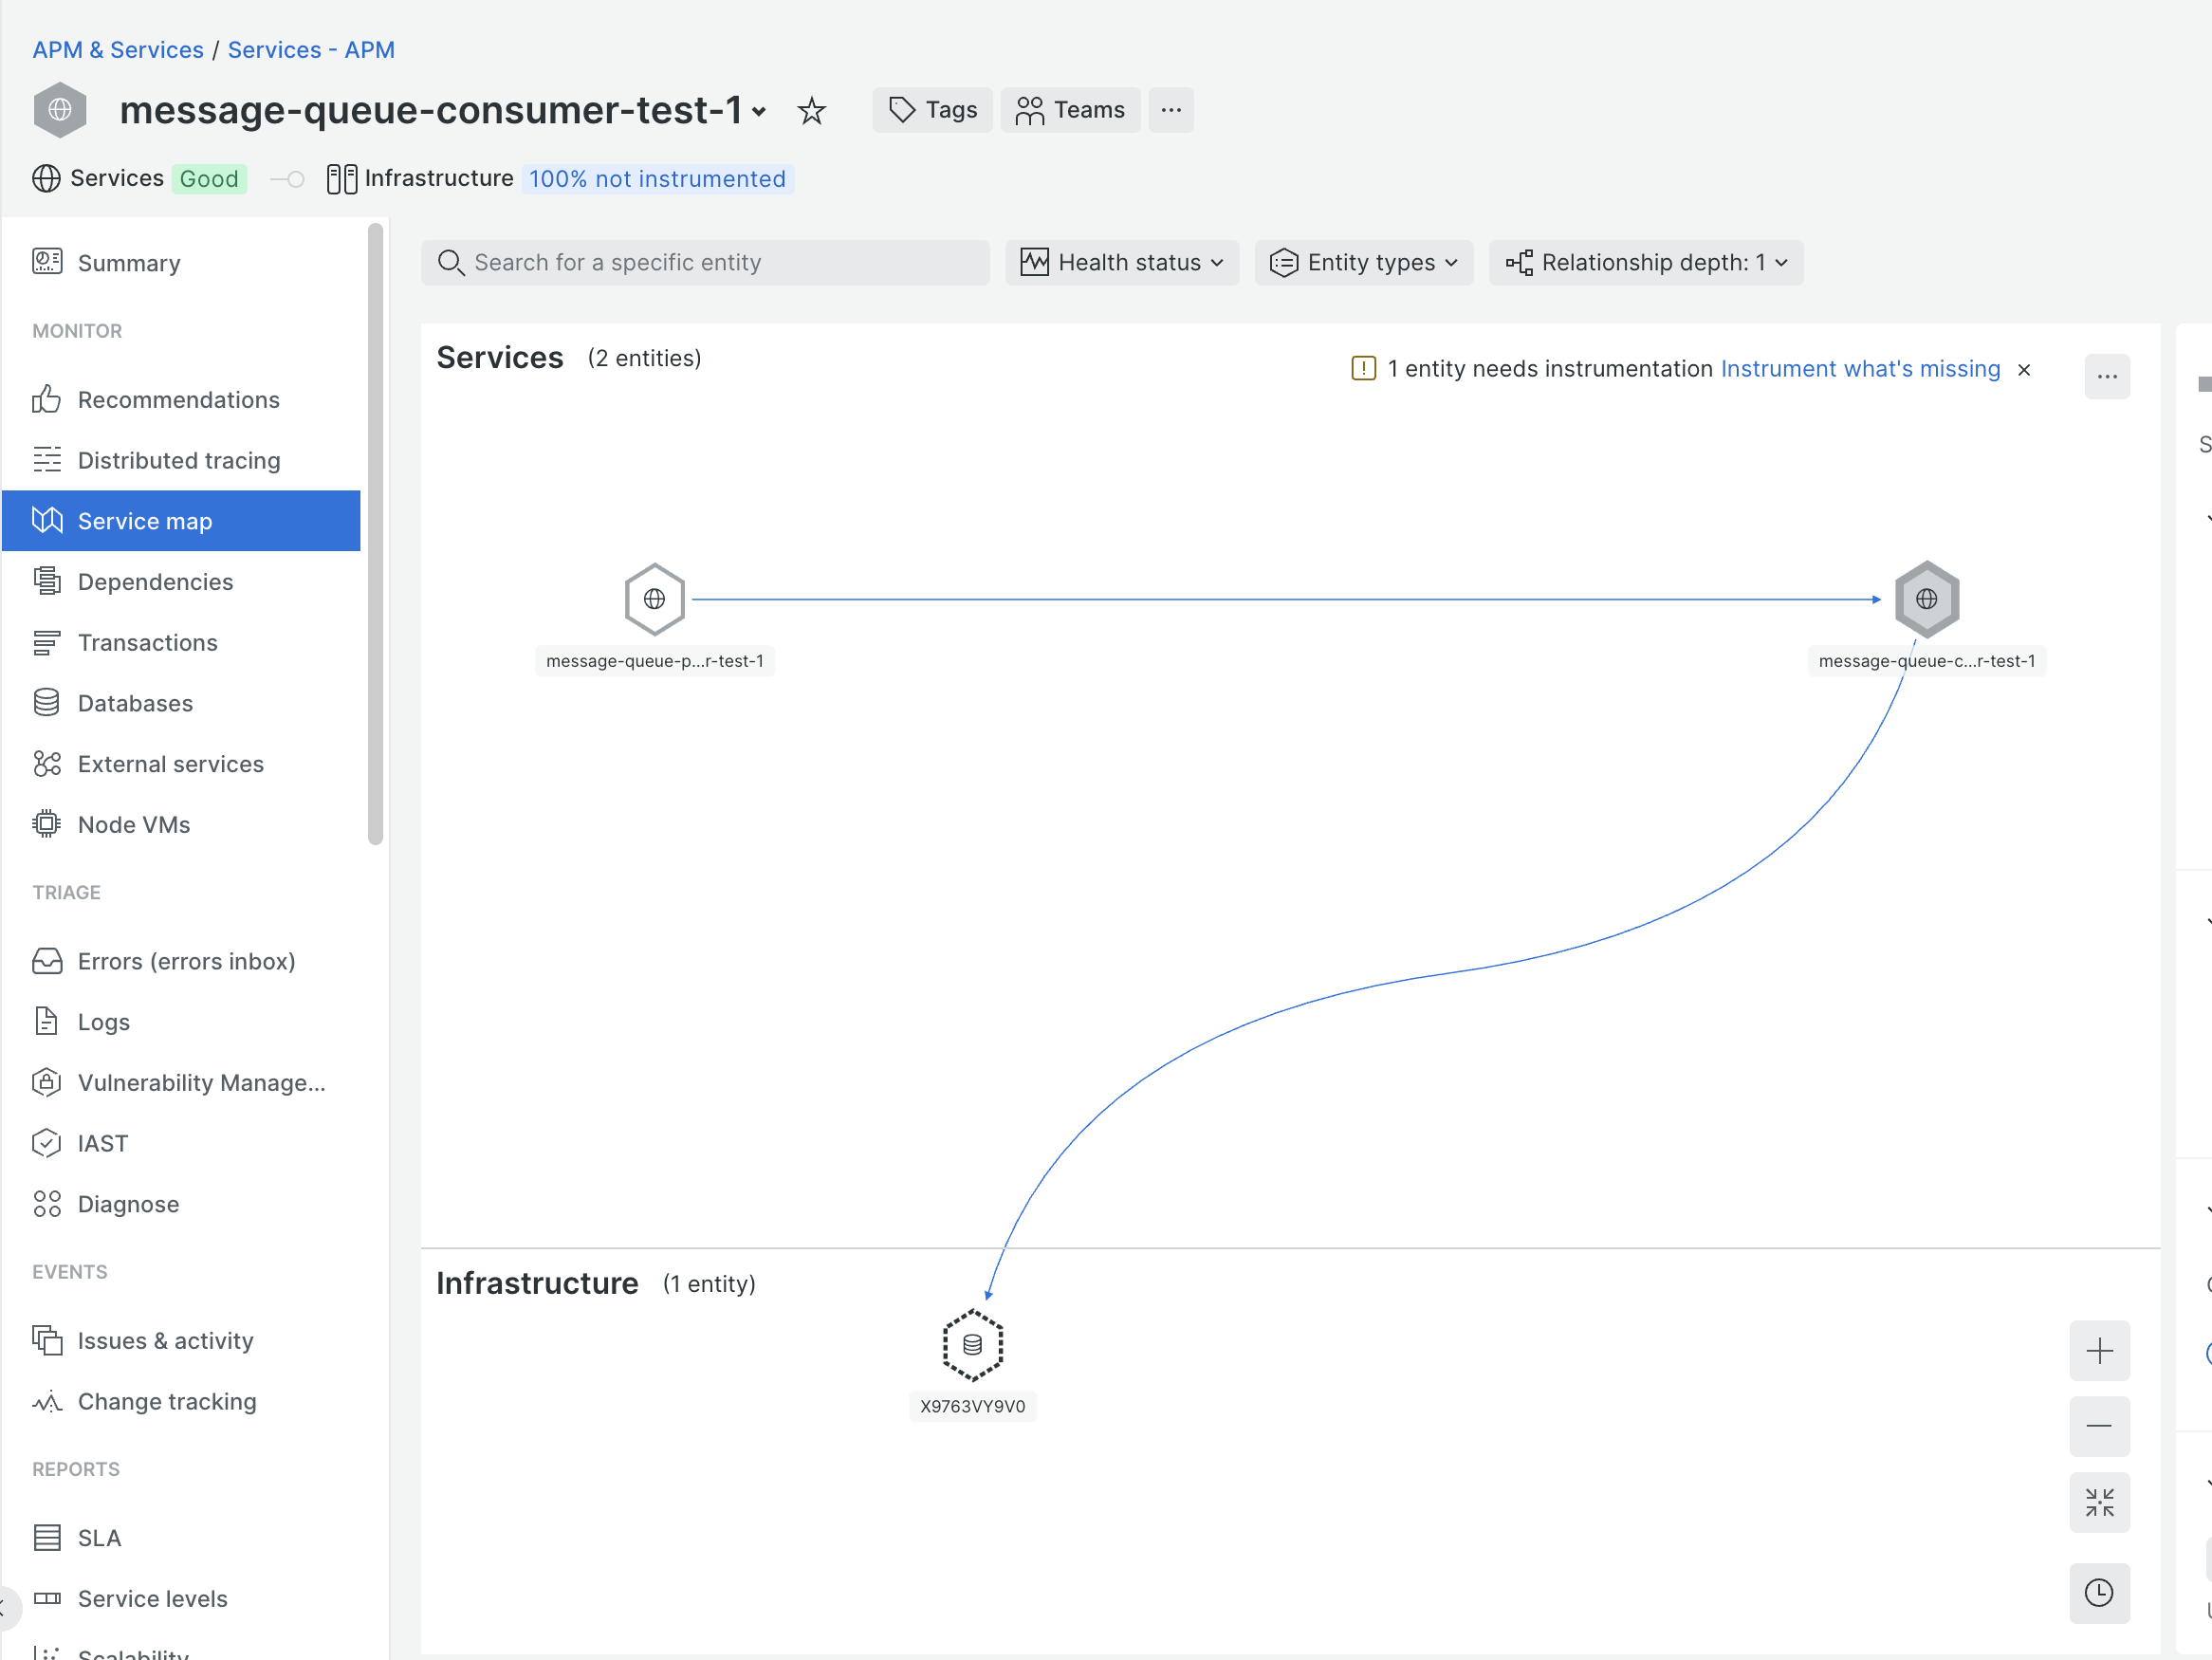 APM & Services / Services - APM
message-queue-consumer-test-1
Tags
Teams
Services Good
Infrastructure 100% not instrumented
Summary
MONITOR
Recommendations
Distributed tracing
Service map
Dependencies
Transactions
Databases
External services
Node VMs
TRIAGE
Errors (errors inbox)
Logs
Vulnerability Manage...
IAST
Diagnose
EVENTS
Issues & activity
Change tracking
REPORTS
SLA
Service levels
Scalability
Search for a specific entity
Health status
Entity types
Relationship depth: 1
Services (2 entities)
1 entity needs instrumentation Instrument what's missing
message-queue-p...r-test-1
message-queue-c...r-test-1
Infrastructure (1 entity)
X9763VY9V0